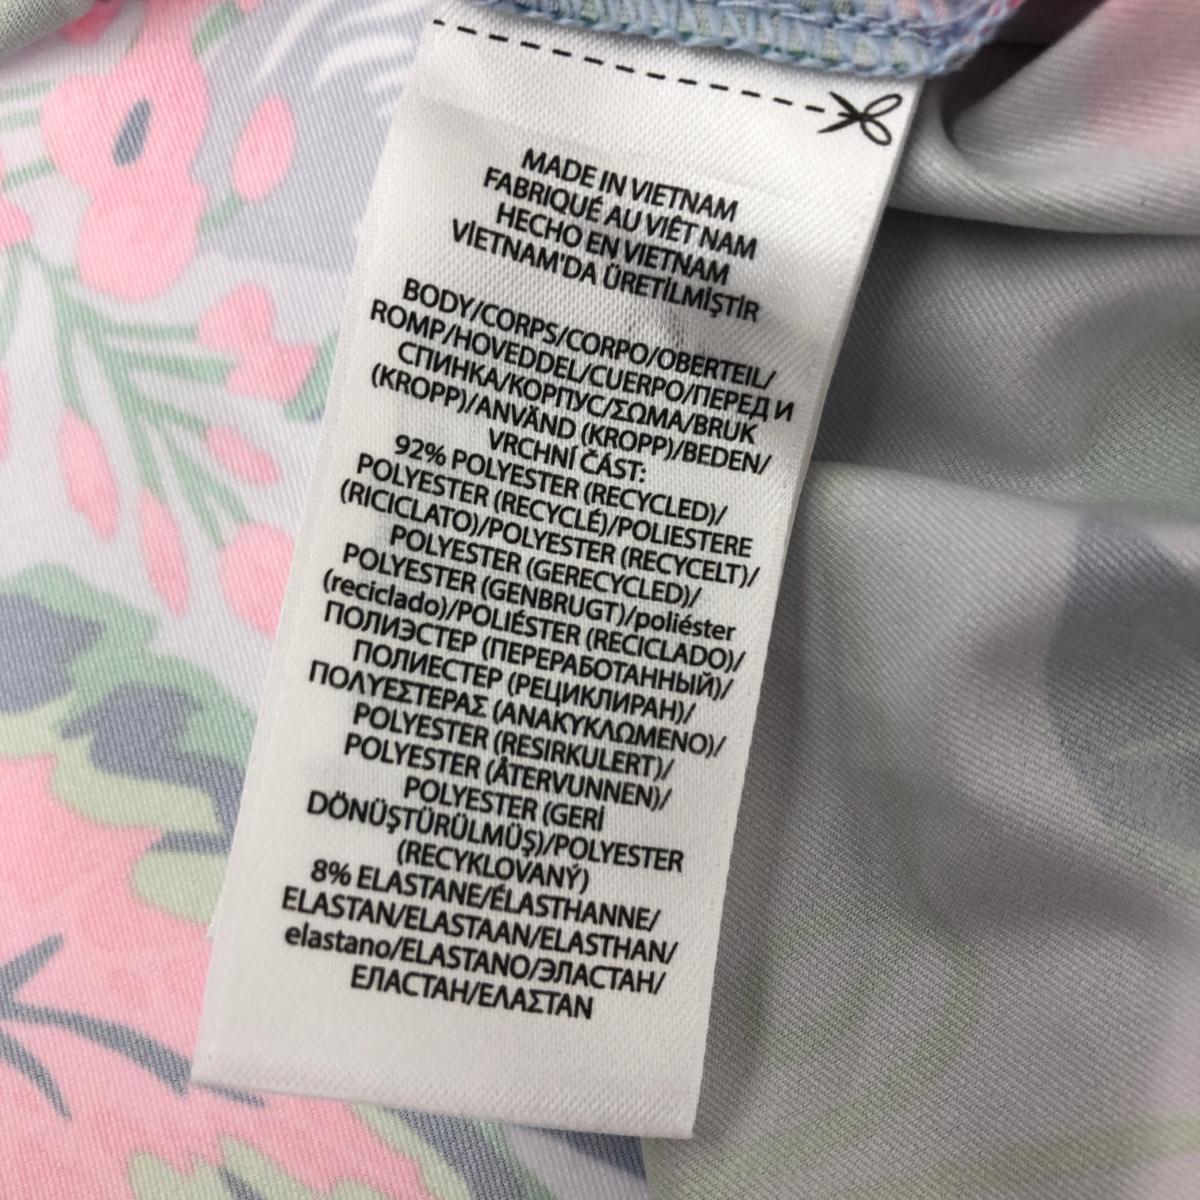 MADE IN VIETNAM
FABRIQUÉ AU VIÊT NAM
HECHO EN VIETNAM
VİETNAM'DA ÜRETİLMİŞTİR
BODY/CORPS/CORPO/OBERTEIL/
ROMP/HOVEDDEL/CUERPO/ПЕРЕД И
СПИНКА/КОРПУС/ΣΩΜΑ/BRUK
(KROPP)/ANVÄND (KROPP)/BEDEN/
VRCHNÍ ČÁST:
92% POLYESTER (RECYCLED)/
POLYESTER (RECYCLÉ)/POLIESTERE
(RICICLATO)/POLYESTER (RECYCELT)/
POLYESTER (GERECYCLED)/
POLYESTER (GENBRUGT)/poliéster
(reciclado)/POLIÉSTER (RECICLADO)/
ПОЛИЭСТЕР (ПЕРЕРАБОТАННЫЙ)/
ПОЛИЕСТЕР (РЕЦИКЛИРАН)/
ΠΟΛΥΕΣΤΕΡΑΣ (ΑΝΑΚΥΚΛΩΜΕΝΟ)/
POLYESTER (RESIRKULERT)/
POLYESTER (ÅTERVUNNEN)/
POLYESTER (GERİ
DÖNÜŞTÜRÜLMÜŞ)/POLYESTER
(RECYKLOVANÝ)
8% ELASTANE/ÉLASTHANNE/
ELASTAN/ELASTAAN/ELASTHAN/
elastano/ELASTANO/ЭЛАСТАН/
ЕЛАСТАН/ΕΛΑΣΤΑΝ